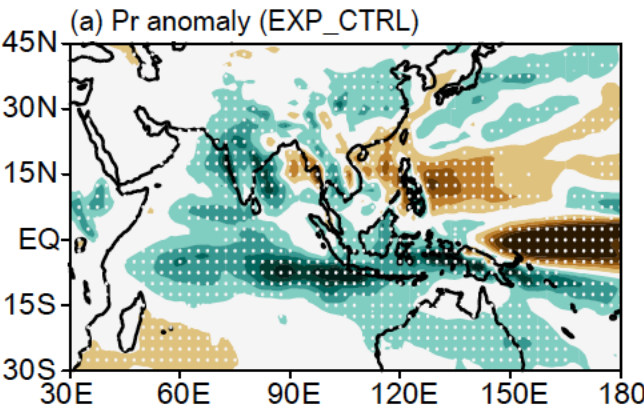 (a) Pr anomaly (EXP_CTRL)
45N
30N
15N
EQ
15S
30S
30E 60E 90E 120E 150E 180